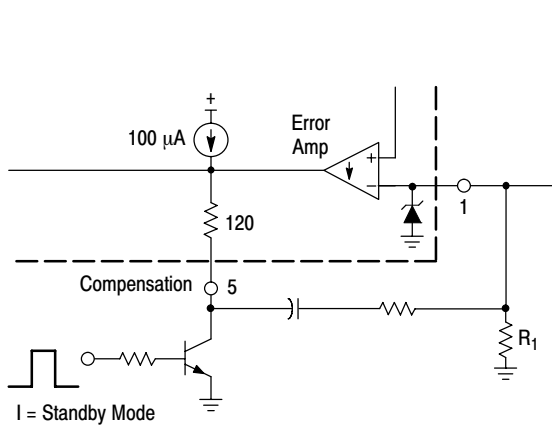 +
100 μA
Error
Amp
+
−
1
120
Compensation
5
R1
I = Standby Mode